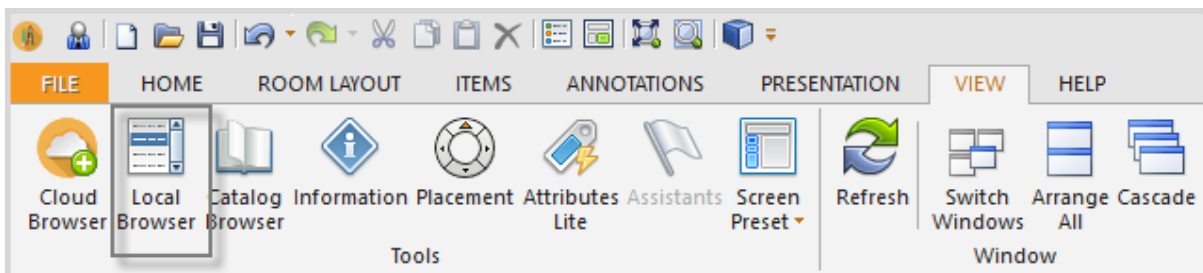 FILE HOME ROOM LAYOUT ITEMS ANNOTATIONS PRESENTATION VIEW HELP
Cloud Local Catalog Information Placement Attributes Assistants Screen Refresh Switch Arrange Cascade
Browser Browser Browser Lite Preset Windows All
Tools Window